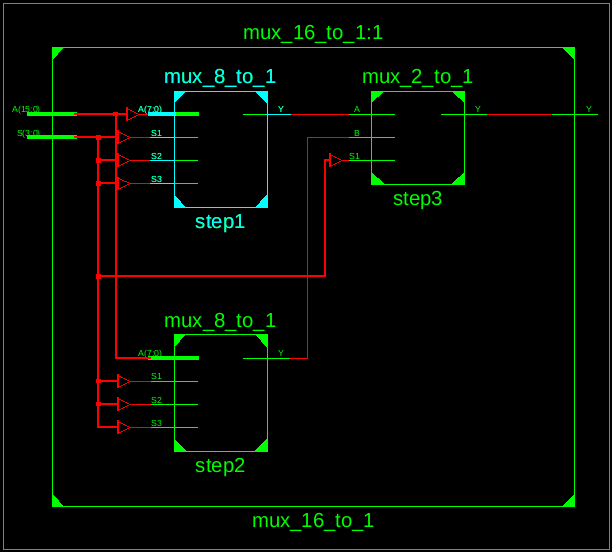 mux_16_to_1:1
mux_8_to_1
mux_2_to_1
A(15:0)
A(7:0)
Y
A
Y
Y
S(3:0)
S1
B
S2
S1
S3
step3
step1
mux_8_to_1
A(7:0)
Y
S1
S2
S3
step2
mux_16_to_1